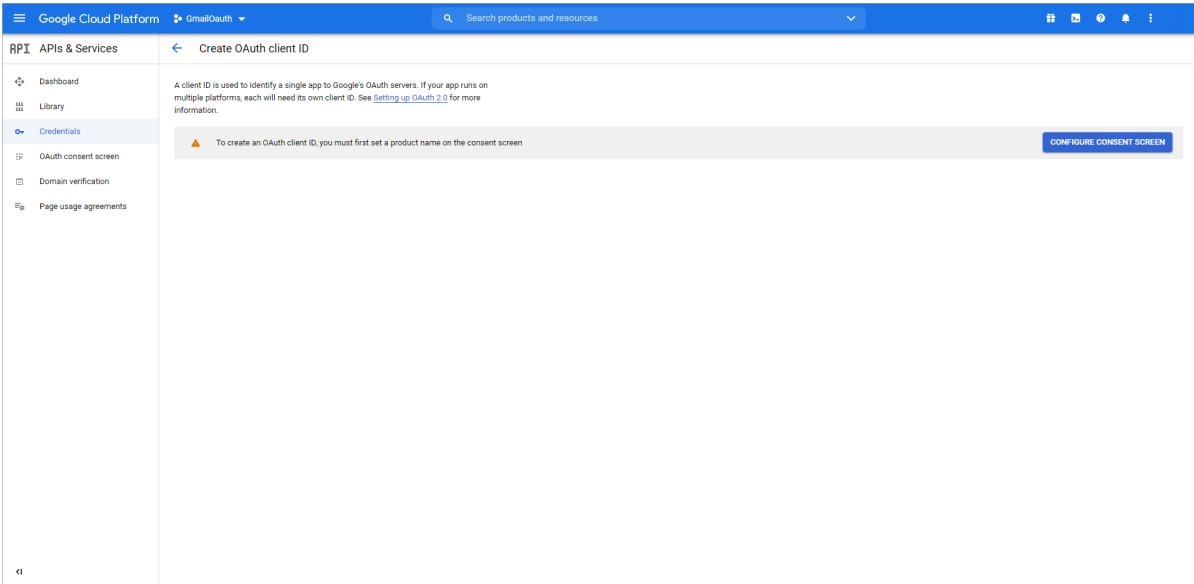 Google Cloud Platform
GmailOauth
Search products and resources
API APIs & Services
Create OAuth client ID
Dashboard
Library
Credentials
OAuth consent screen
Domain verification
Page usage agreements
A client ID is used to identify a single app to Google's OAuth servers. If your app runs on
multiple platforms, each will need its own client ID. See Setting up OAuth 2.0 for more
information.
To create an OAuth client ID, you must first set a product name on the consent screen
CONFIGURE CONSENT SCREEN